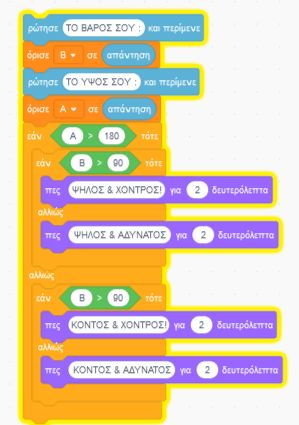 ρώτησε ΤΟ ΒΑΡΟΣ ΣΟΥ : και περίμενε
όρισε Β σε απάντηση
ρώτησε ΤΟ ΥΨΟΣ ΣΟΥ : και περίμενε
όρισε Α σε απάντηση
εάν Α > 180 τότε
εάν Β > 90 τότε
πες ΨΗΛΟΣ & ΧΟΝΤΡΟΣ! για 2 δευτερόλεπτα
αλλιώς
πες ΨΗΛΟΣ & ΑΔΥΝΑΤΟΣ για 2 δευτερόλεπτα
αλλιώς
εάν Β > 90 τότε
πες ΚΟΝΤΟΣ & ΧΟΝΤΡΟΣ! για 2 δευτερόλεπτα
αλλιώς
πες ΚΟΝΤΟΣ & ΑΔΥΝΑΤΟΣ για 2 δευτερόλεπτα